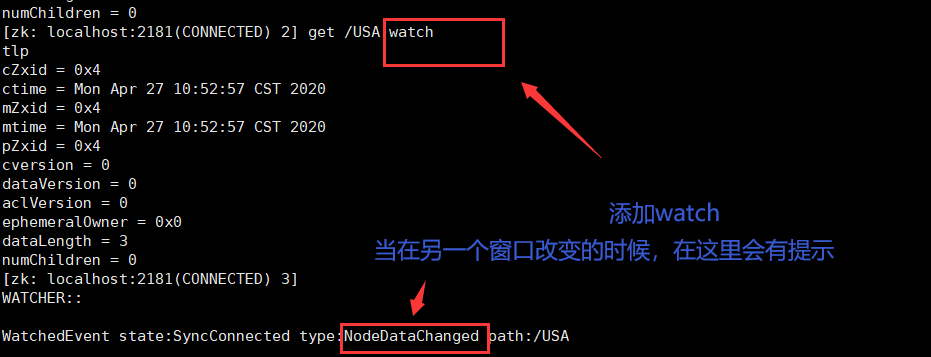 numChildren = 0
[zk: localhost:2181(CONNECTED) 2] get /USA watch
tlp
cZxid = 0x4
ctime = Mon Apr 27 10:52:57 CST 2020
mZxid = 0x4
mtime = Mon Apr 27 10:52:57 CST 2020
pZxid = 0x4
cversion = 0
dataVersion = 0
aclVersion = 0
ephemeralOwner = 0x0
dataLength = 3
numChildren = 0
添加watch
当在另一个窗口改变的时候，在这里会有提示
[zk: localhost:2181(CONNECTED) 3]
WATCHER::
WatchedEvent state:SyncConnected type:NodeDataChanged path:/USA